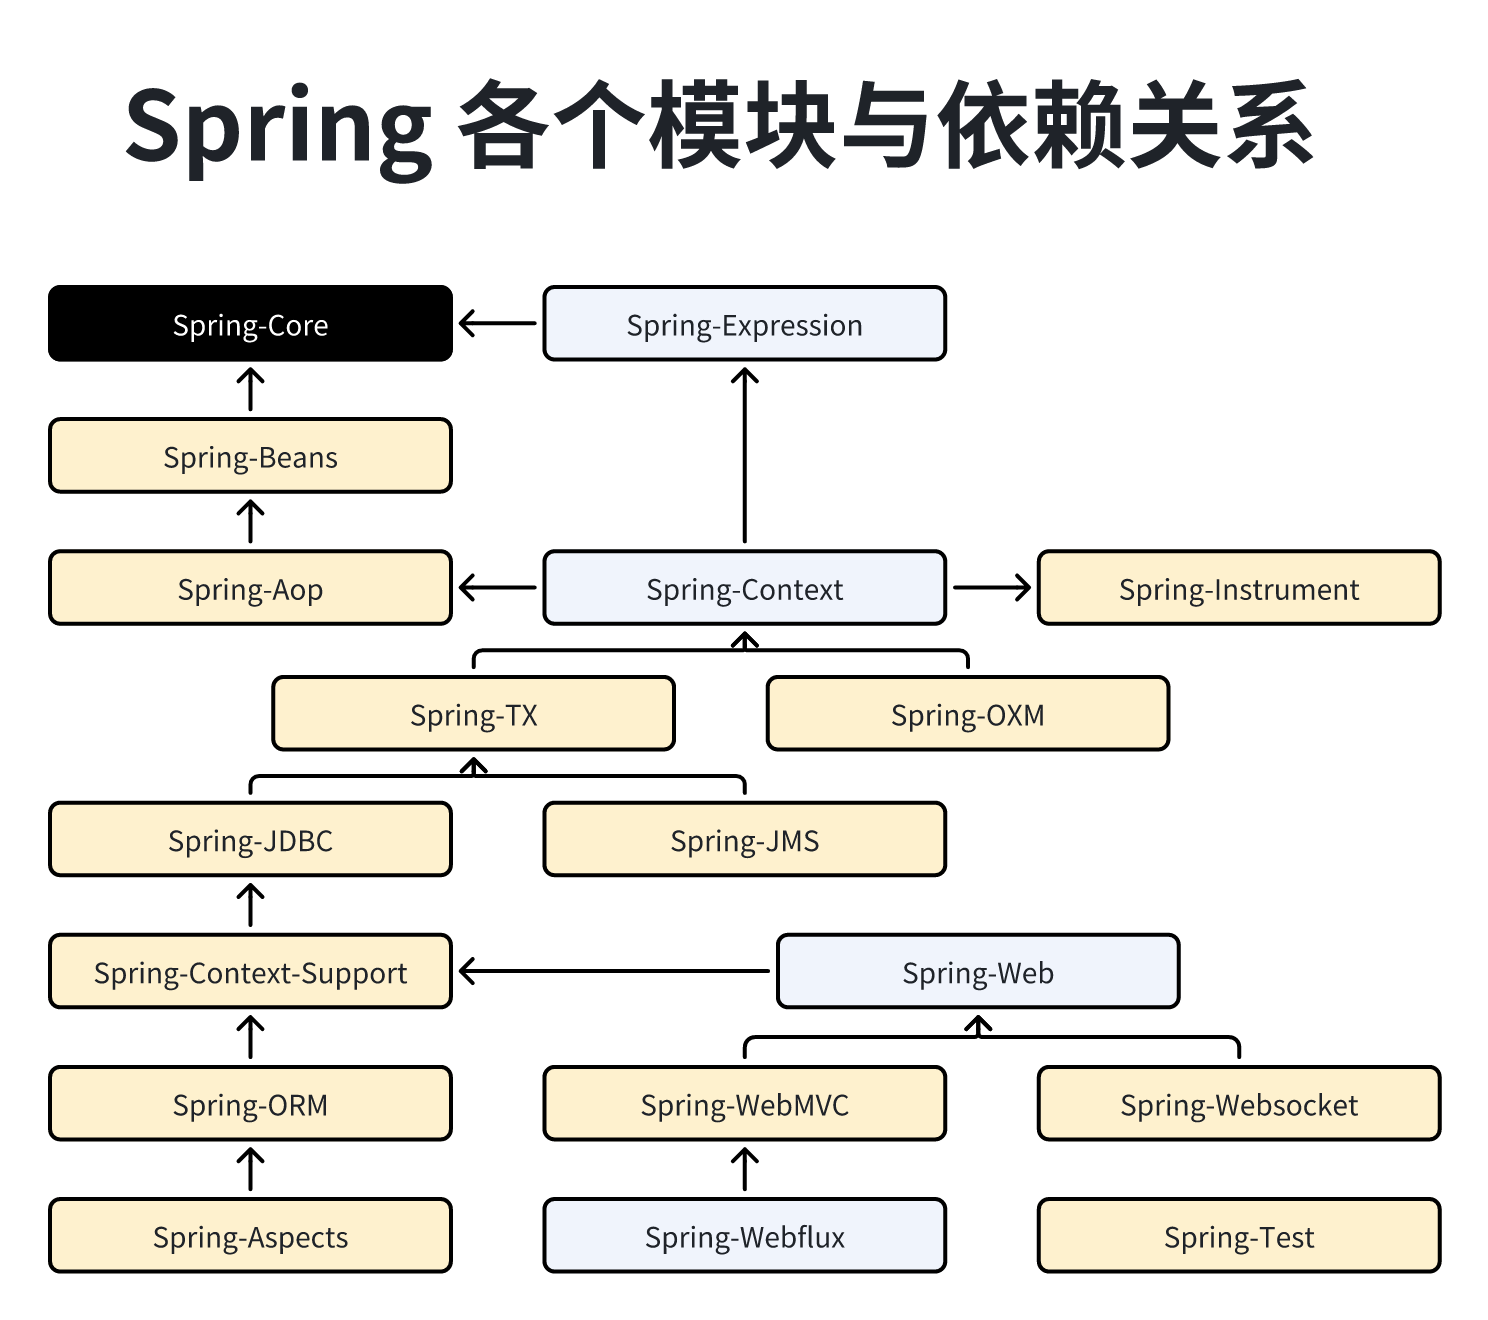 Spring 各个模块与依赖关系
Spring-Core
Spring-Expression
Spring-Beans
Spring-Aop
Spring-Context
Spring-Instrument
Spring-TX
Spring-OXM
Spring-JDBC
Spring-JMS
Spring-Context-Support
Spring-Web
Spring-ORM
Spring-WebMVC
Spring-Websocket
Spring-Aspects
Spring-Webflux
Spring-Test